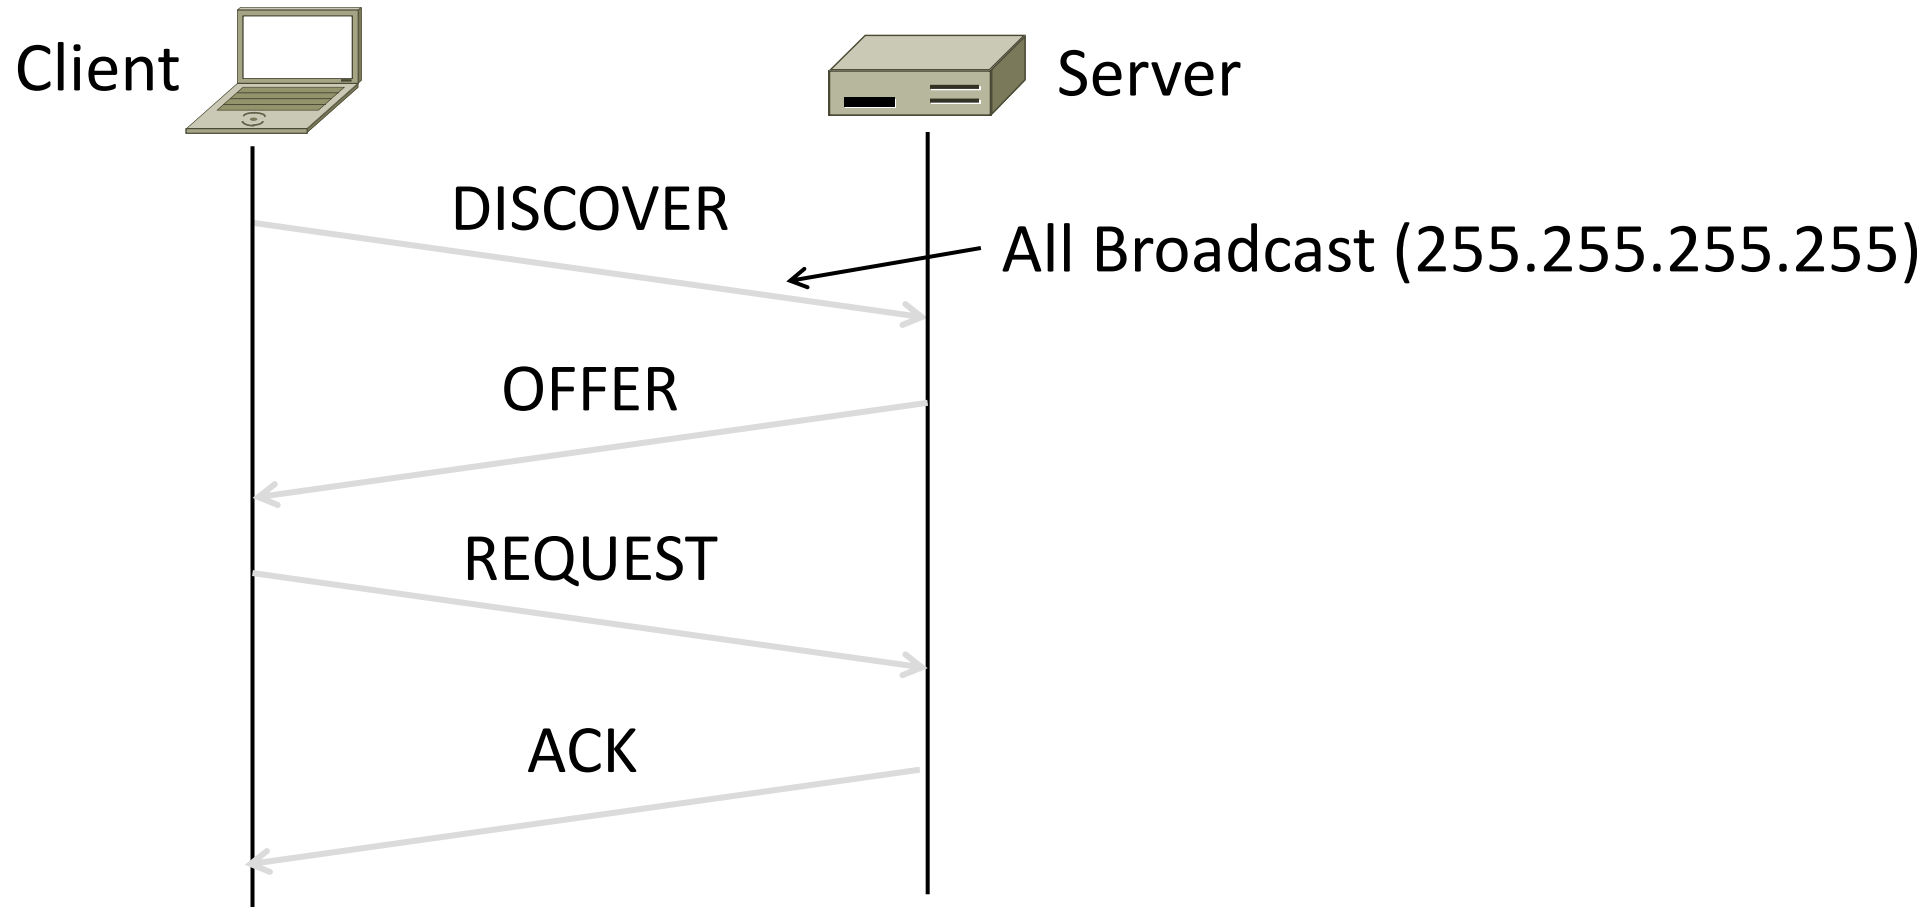 Client
Server
DISCOVER
All Broadcast (255.255.255.255)
OFFER
REQUEST
ACK